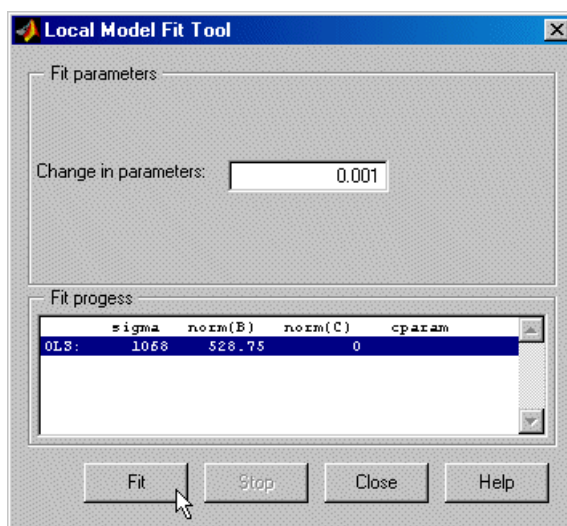 Local Model Fit Tool
Fit parameters
Change in parameters: 0.001
Fit progess
sigma norm(B) norm(C) cparam
OLS: 1068 528.75 0
Fit Stop Close Help